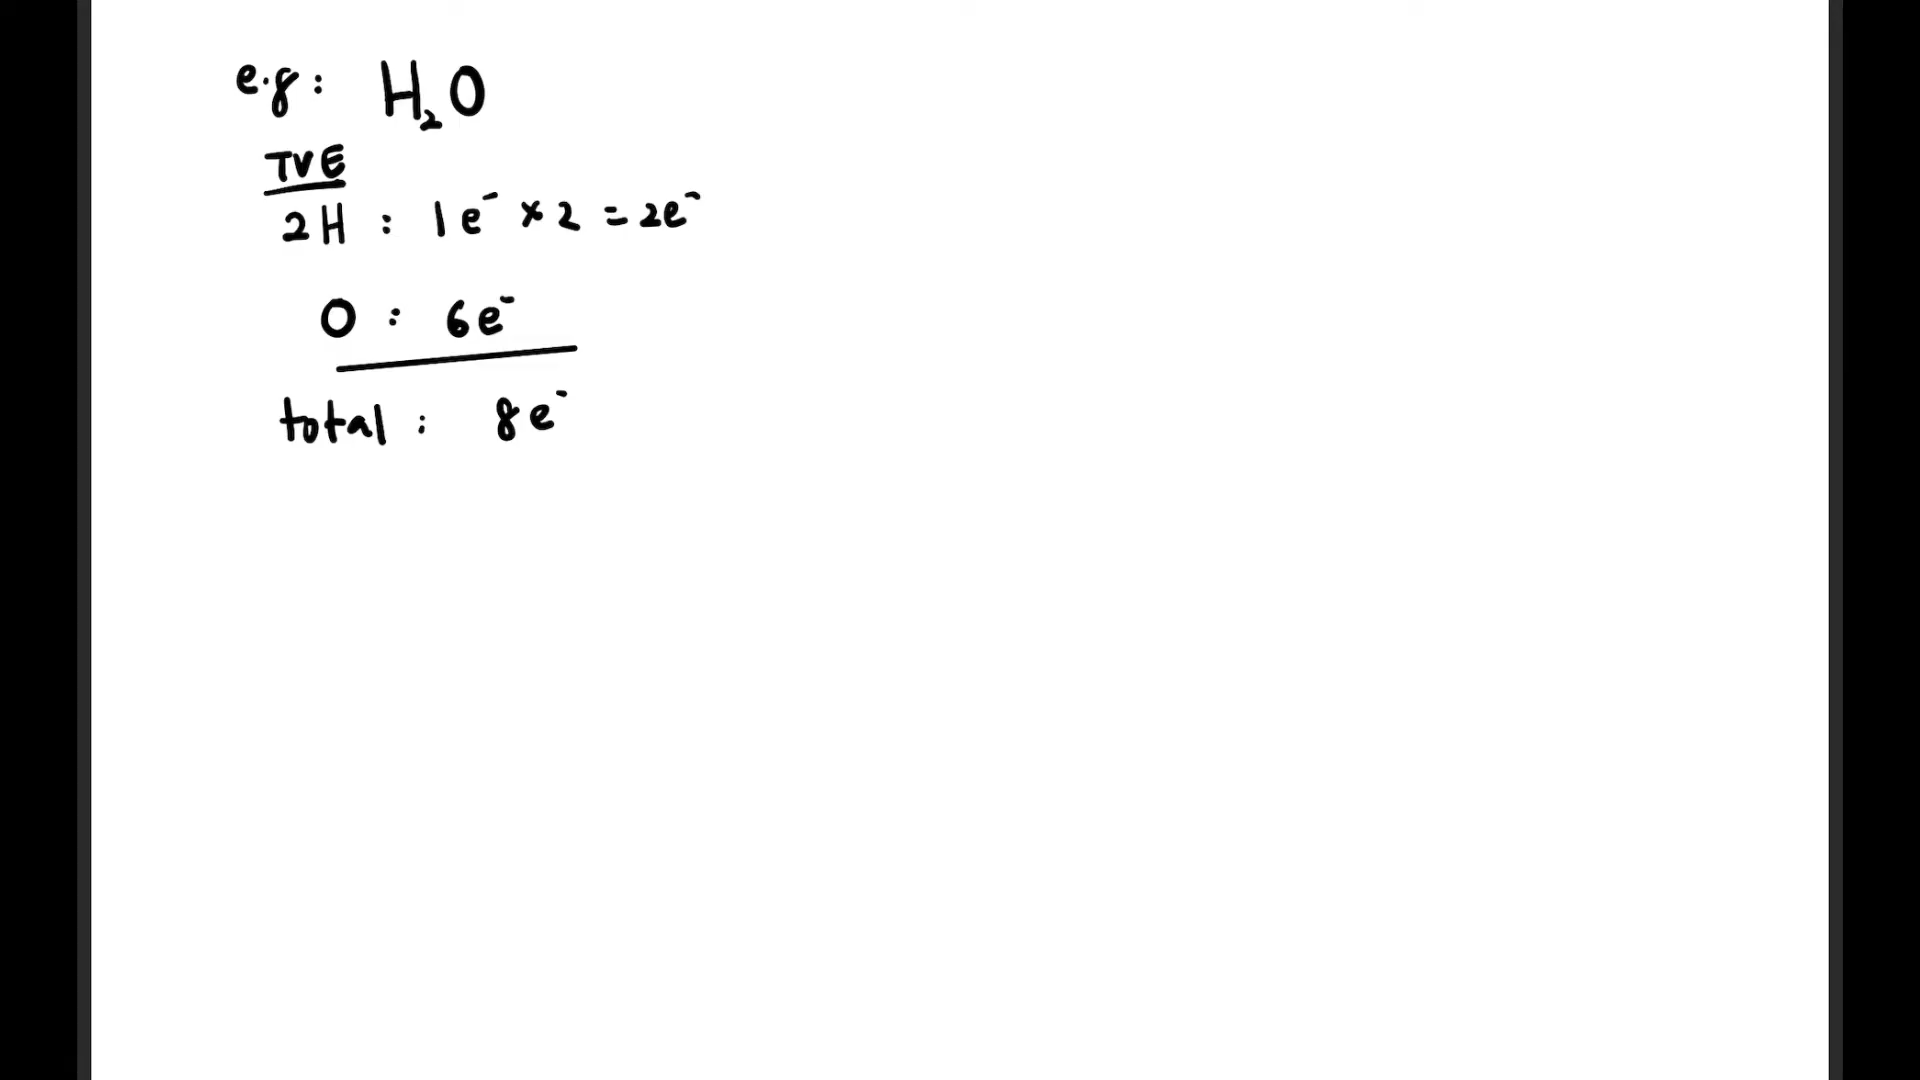 e.g: H₂O
TVE
2H : 1e⁻ × 2 = 2e⁻
O : 6e⁻
total : 8e⁻